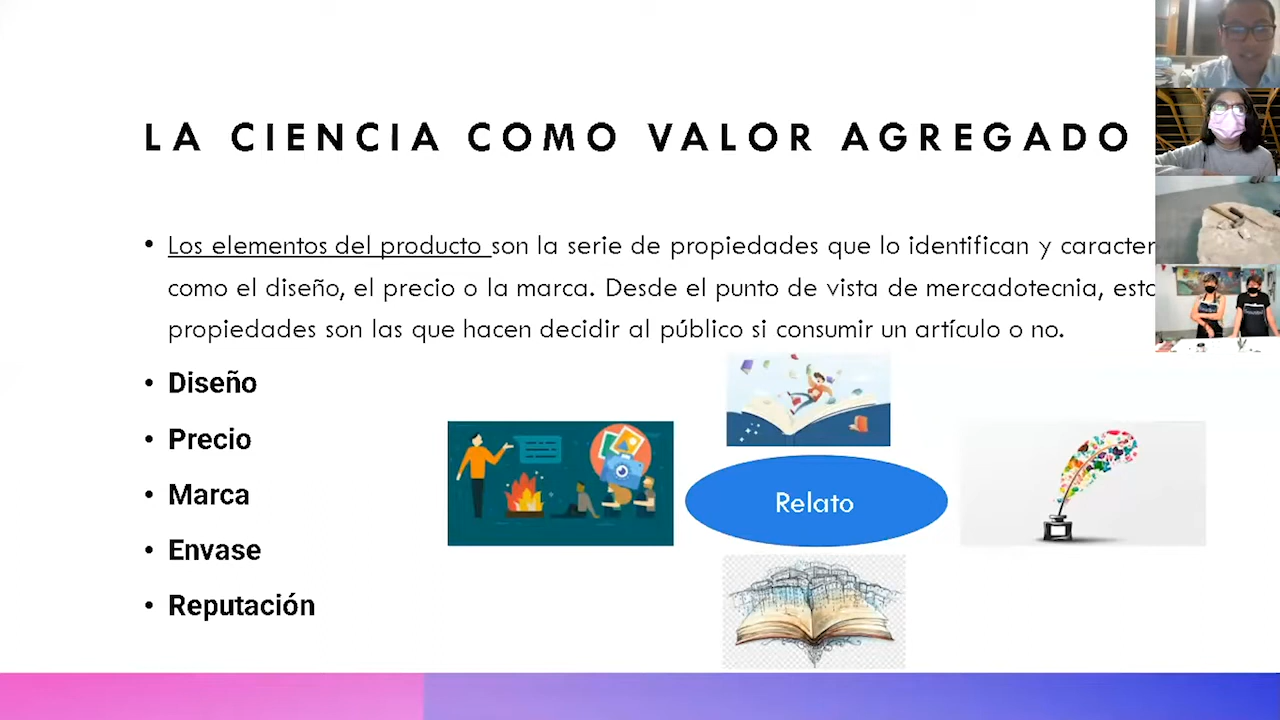 LA CIENCIA COMO VALOR AGREGADO
• Los elementos del producto son la serie de propiedades que lo identifican y caracter
como el diseño, el precio o la marca. Desde el punto de vista de mercadotecnia, esta
propiedades son las que hacen decidir al público si consumir un artículo o no.
• Diseño
• Precio
• Marca
• Envase
• Reputación
Relato